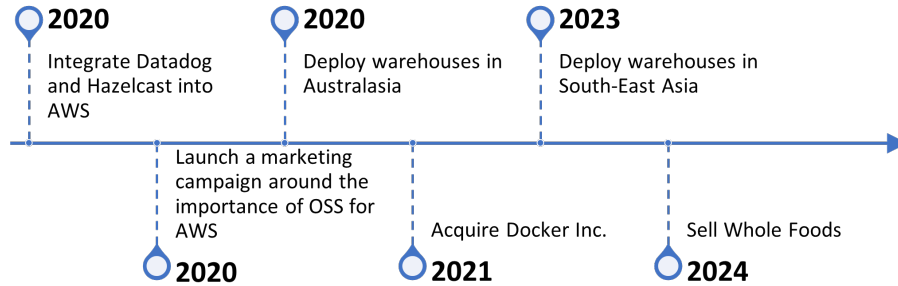 2020
Integrate Datadog
and Hazelcast into
AWS
2020
Deploy warehouses in
Australasia
2023
Deploy warehouses in
South-East Asia
Launch a marketing
campaign around the
importance of OSS for
AWS
2020
Acquire Docker Inc.
2021
Sell Whole Foods
2024